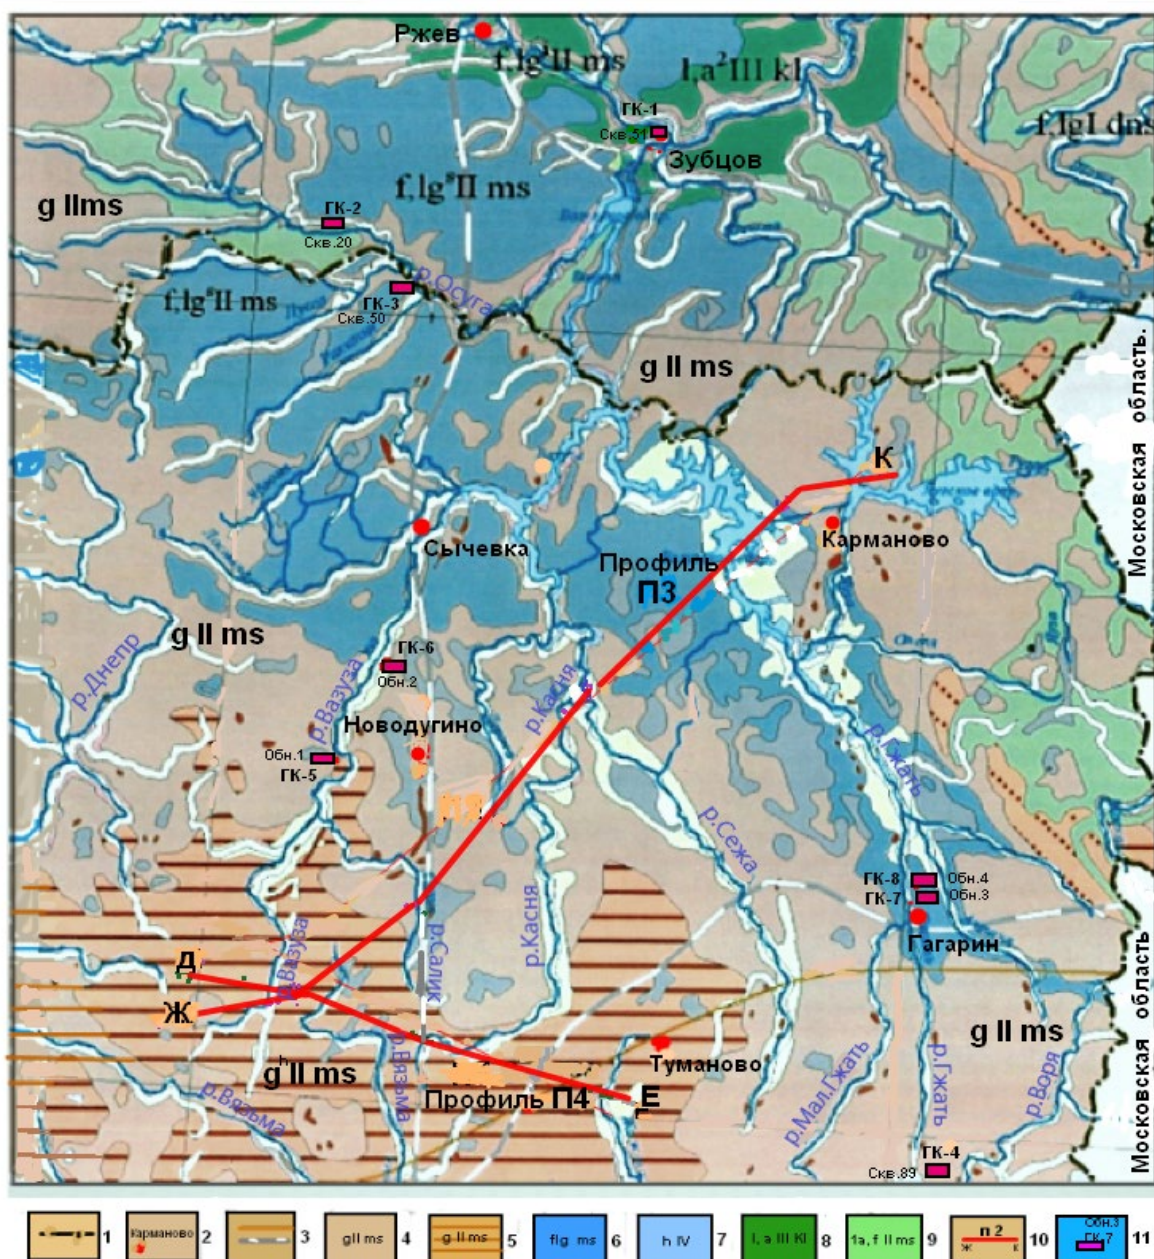 Ржев
f,lgˢII ms
l,a²III kl
ГК-1
Скв.51
Зубцов
f,lgI dns
g IIms
ГК-2
Скв.20
f,lgˢII ms
р.Осуга
f,lgˢII ms
ГК-3
Скв.50
g II ms
Московская область.
К
Карманово
Сычевка
Профиль
П3
g II ms
р.Днепр
р.Вазуза
ГК-6
Обн.2
р.Касня
Новодугино
Обн.1
ГК-5
р.Гжать
р.Сежа
ГК-8
Обн.4
ГК-7
Обн.3
Гагарин
р.Касня
р.Салик
р.Вазуза
Д
Ж
g II ms
Туманово
gʰII ms
р.Вязьма
р.Вязьма
Профиль П4
Е
р.Мал.Гжать
р.Гжать
р.Воря
Московская область
ГК-4
Скв.89
1
Карманово
2
3
gII ms
4
g II ms
5
flg ms
6
h IV
7
l, a III Kl
8
1a, f II ms
9
п 2
ж
10
Обн.3
ГК-7
11